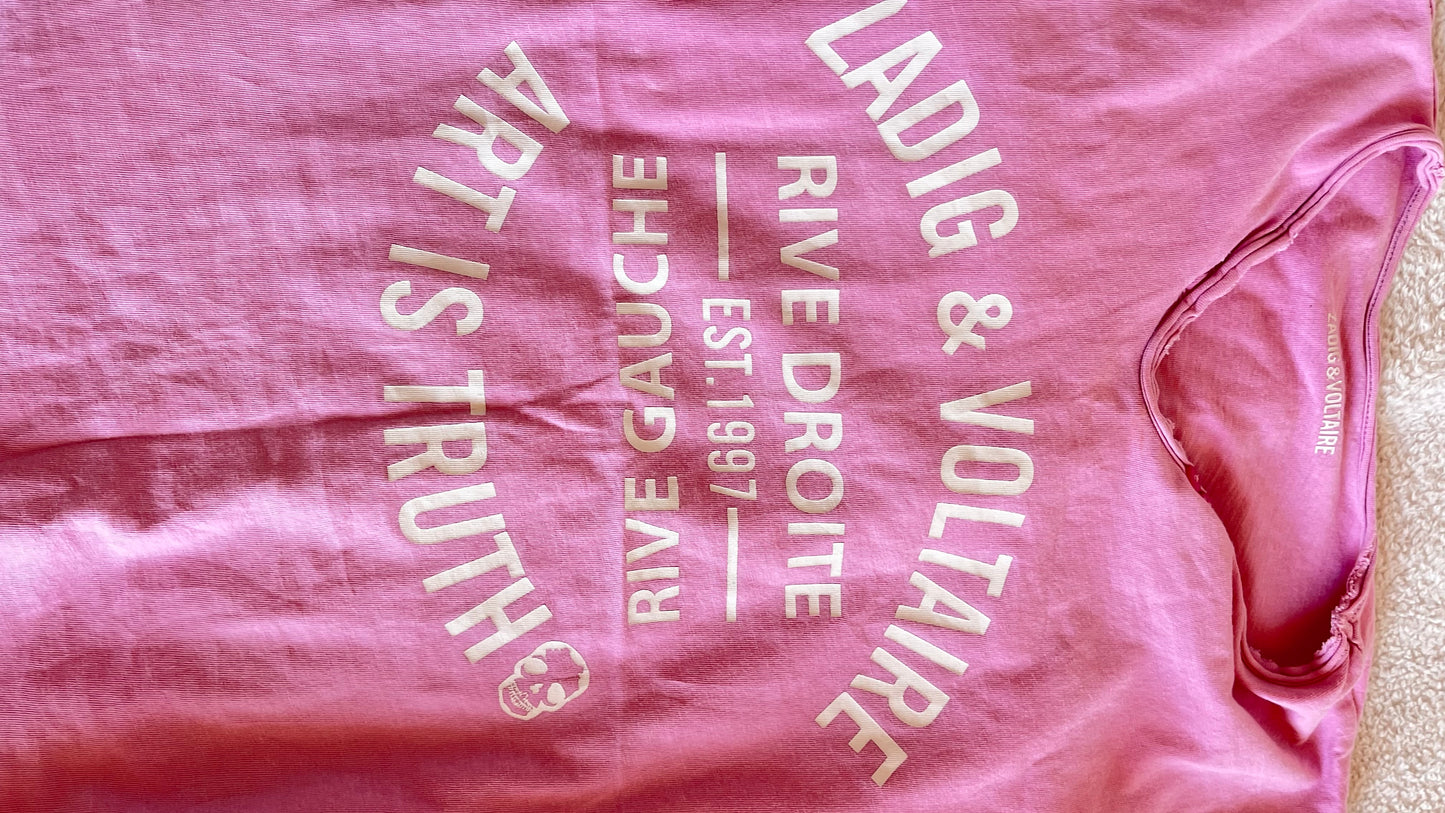 ZADIG&VOLTAIRE
ZADIG & VOLTAIRE
RIVE DROITE
EST.1997
RIVE GAUCHE
ART IS TRUTH